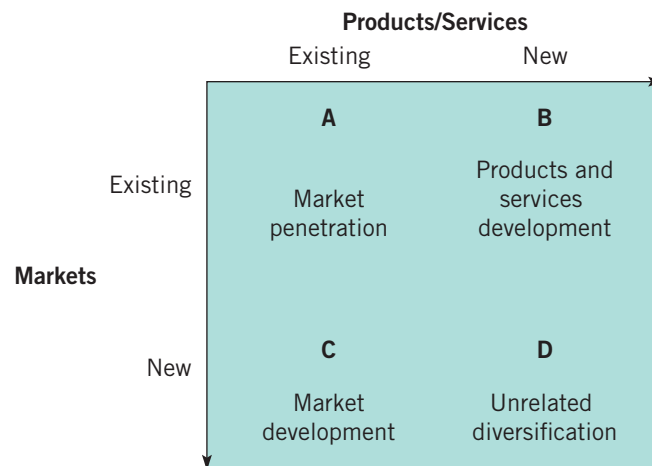 Products/Services
Existing
New
A
B
Existing
Market
penetration
Products and
services
development
Markets
C
D
New
Market
development
Unrelated
diversification